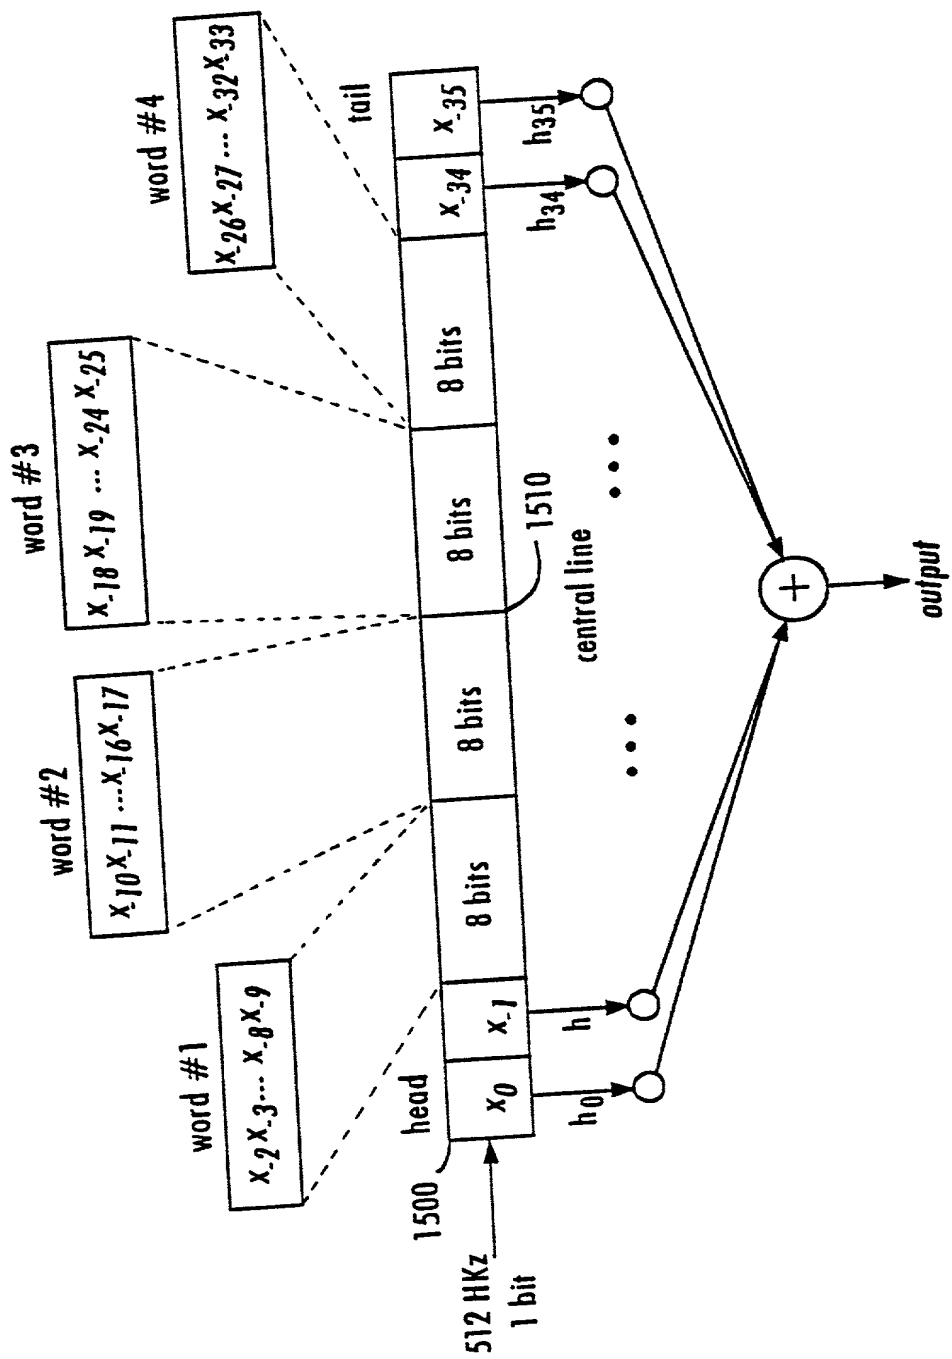 word #1
X-2X-3... X-8X-9
word #2
X-10X-11 ...X-16X-17
word #3
X-18X-19 ... X-24X-25
word #4
X-26X-27 ... X-32X-33
1500
head
tail
512 HKz
1 bit
X0
X-1
8 bits
8 bits
8 bits
8 bits
X-34
X-35
h0
h1
1510
h34
h35
...
central line
...
+
output